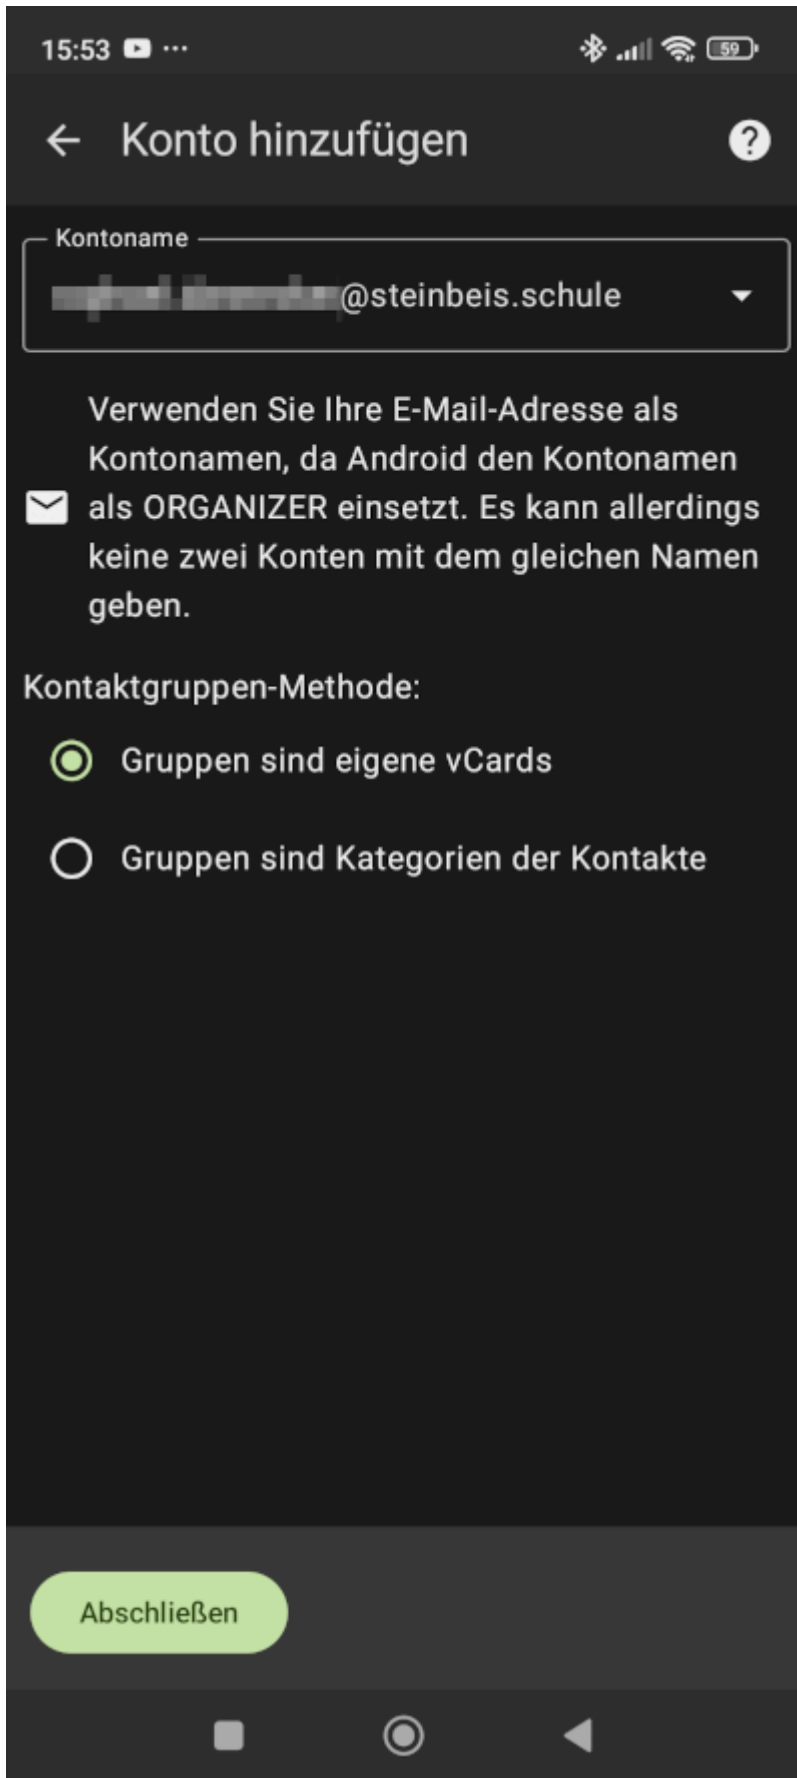 15:53
59
Konto hinzufügen
Kontoname
@steinbeis.schule
Verwenden Sie Ihre E-Mail-Adresse als
Kontonamen, da Android den Kontonamen
als ORGANIZER einsetzt. Es kann allerdings
keine zwei Konten mit dem gleichen Namen
geben.
Kontaktgruppen-Methode:
Gruppen sind eigene vCards
Gruppen sind Kategorien der Kontakte
Abschließen